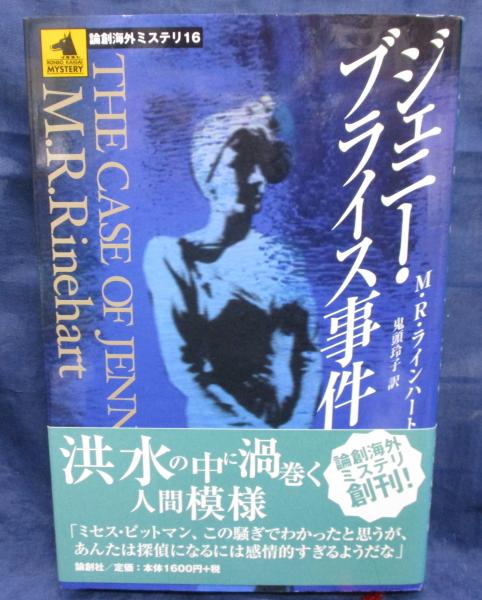 論創海外ミステリ16
RONSO KAIGAI
MYSTERY
ジェニー・
ブライス事件
M・R・ラインハート
鬼頭玲子 訳
THE CASE OF JENN
M.R.Rinehart
洪水の中に渦巻く
人間模様
論創海外
ミステリ
創刊!
「ミセス・ピットマン、この騒ぎでわかったと思うが、
あんたは探偵になるには感情的すぎるようだな」
論創社/定価:本体1600円+税